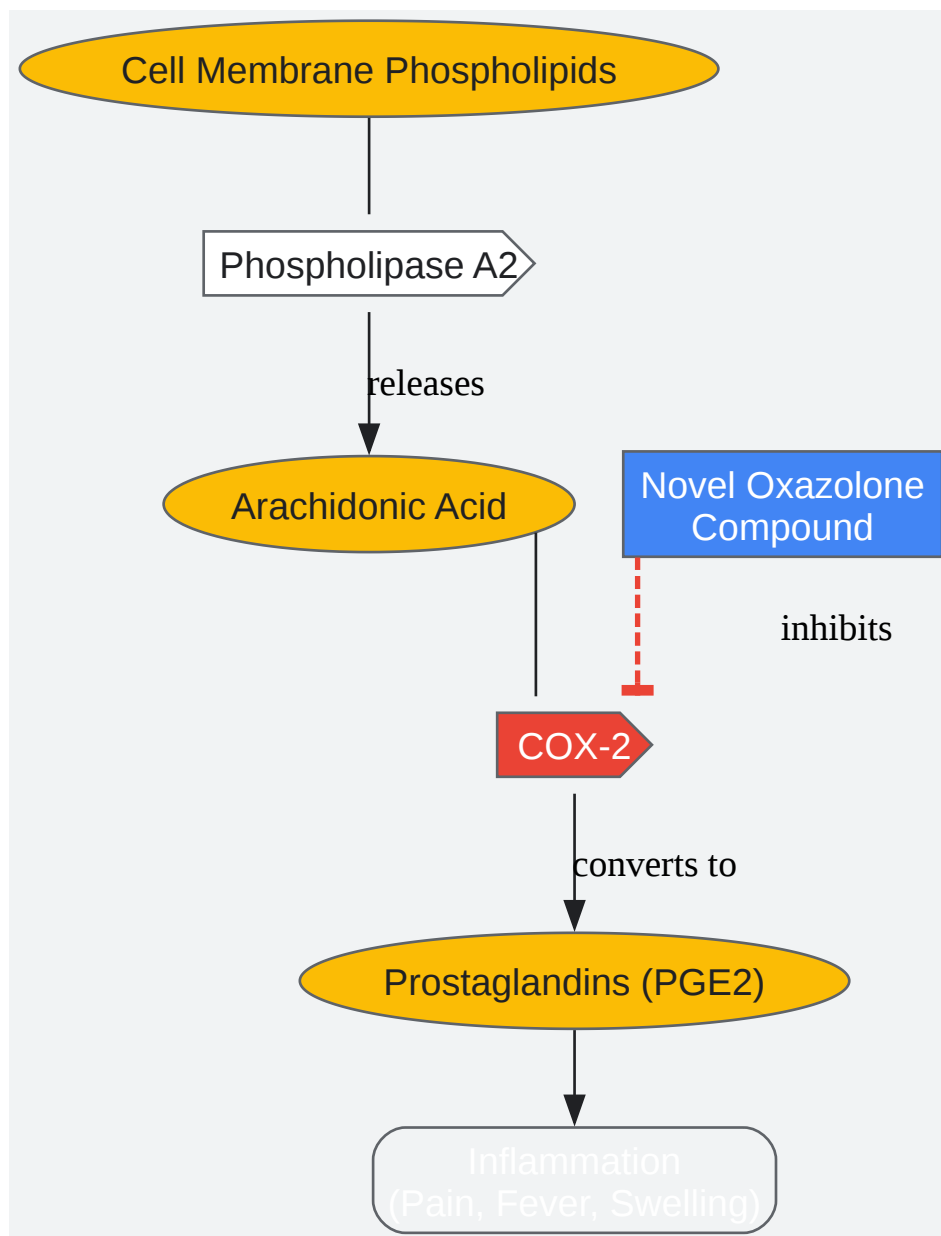 Cell Membrane Phospholipids
Phospholipase A2
releases
Arachidonic Acid
Novel Oxazolone
Compound
inhibits
COX-2
converts to
Prostaglandins (PGE2)
Inflammation
(Pain, Fever, Swelling)